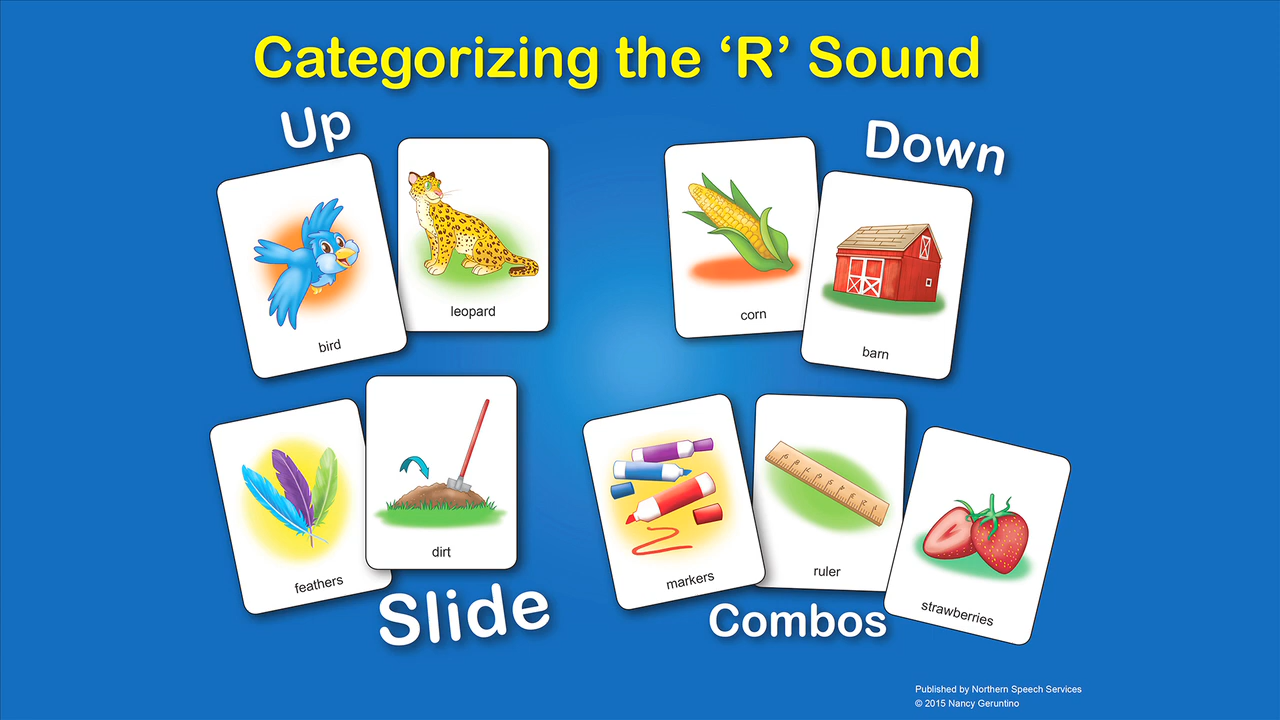 Categorizing the ‘R’ Sound
Up
Down
bird
leopard
corn
barn
feathers
dirt
markers
ruler
strawberries
Slide
Combos
Published by Northern Speech Services
© 2015 Nancy Geruntino